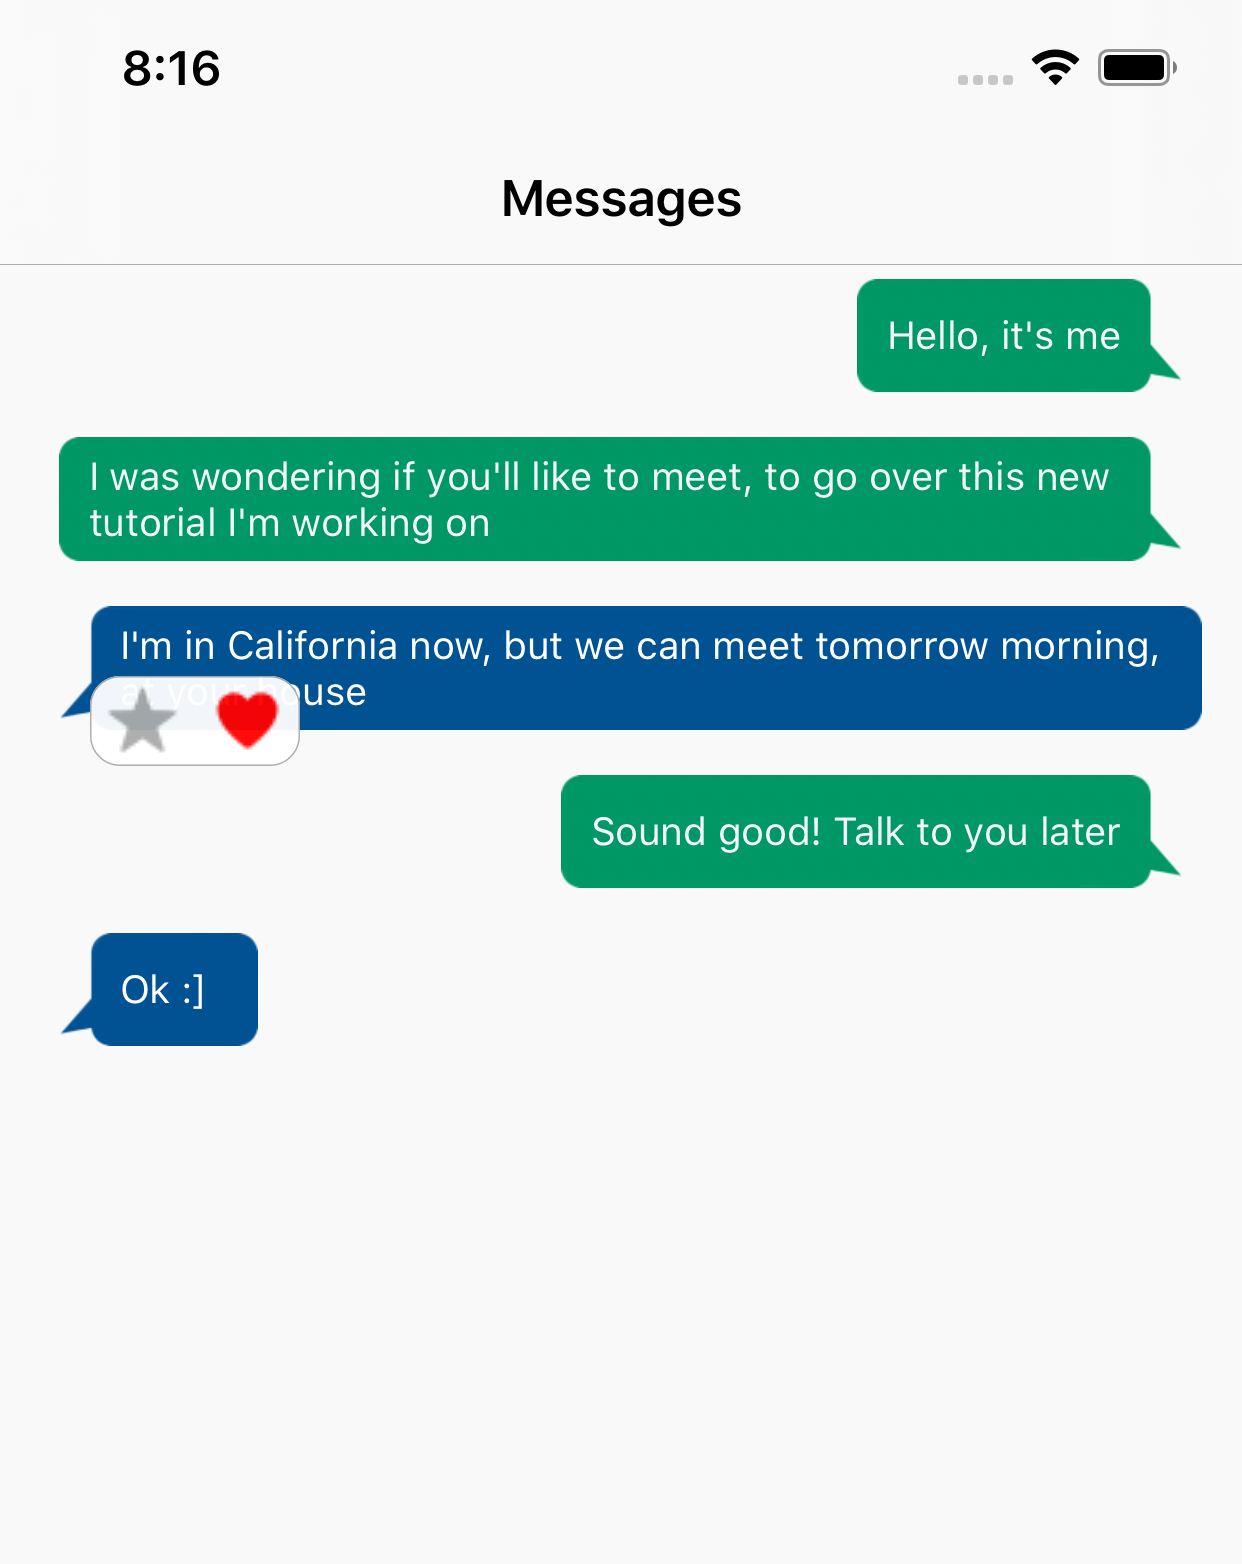 8:16
Messages
Hello, it's me
I was wondering if you'll like to meet, to go over this new
tutorial I'm working on
I'm in California now, but we can meet tomorrow morning,
at your house
Sound good! Talk to you later
Ok :]